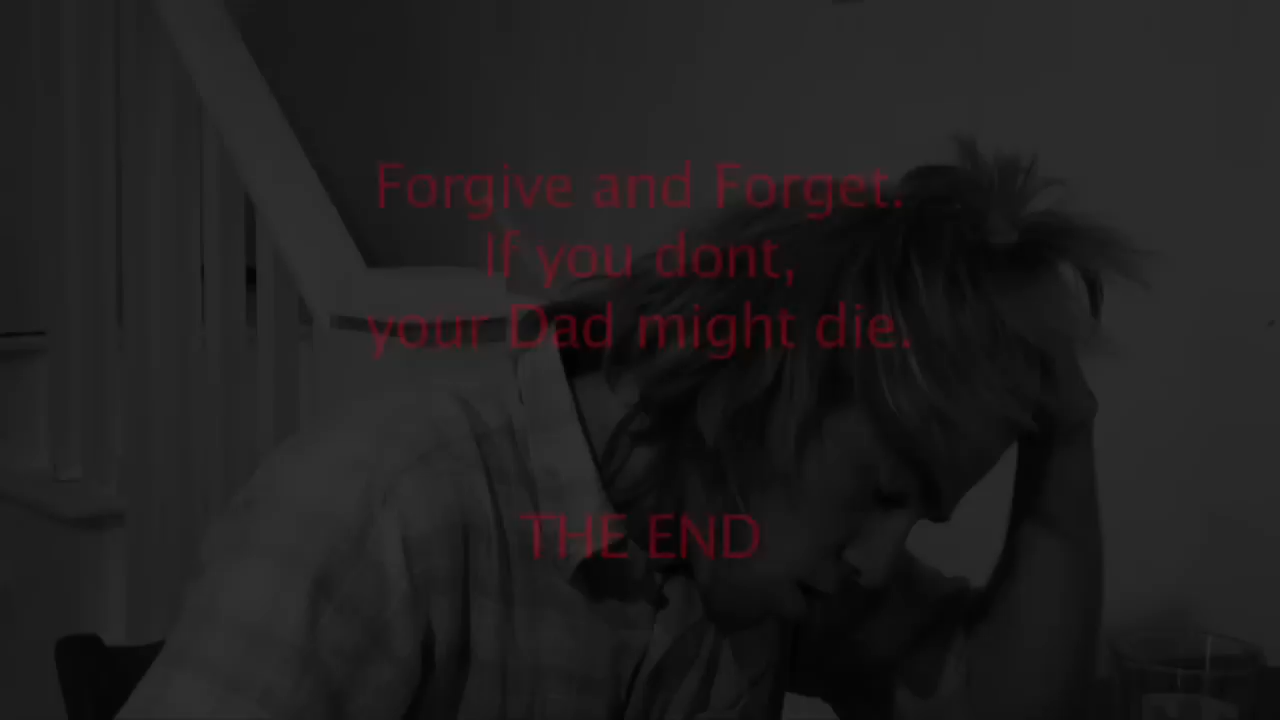 Forgive and Forget.
If you dont,
your Dad might die.
THE END